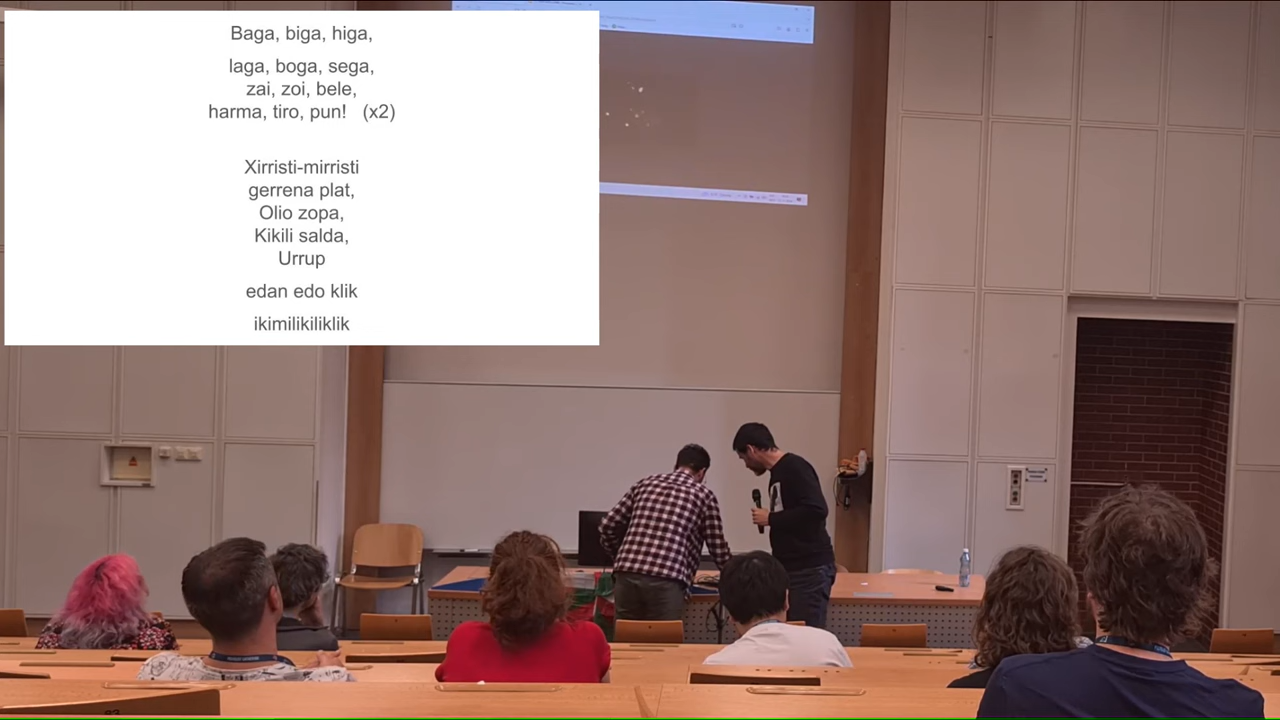 Baga, biga, higa,
laga, boga, sega,
zai, zoi, bele,
harma, tiro, pun! (x2)
Xirristi-mirristi
gerrena plat,
Olio zopa,
Kikili salda,
Urrup
edan edo klik
ikimilikiliklik